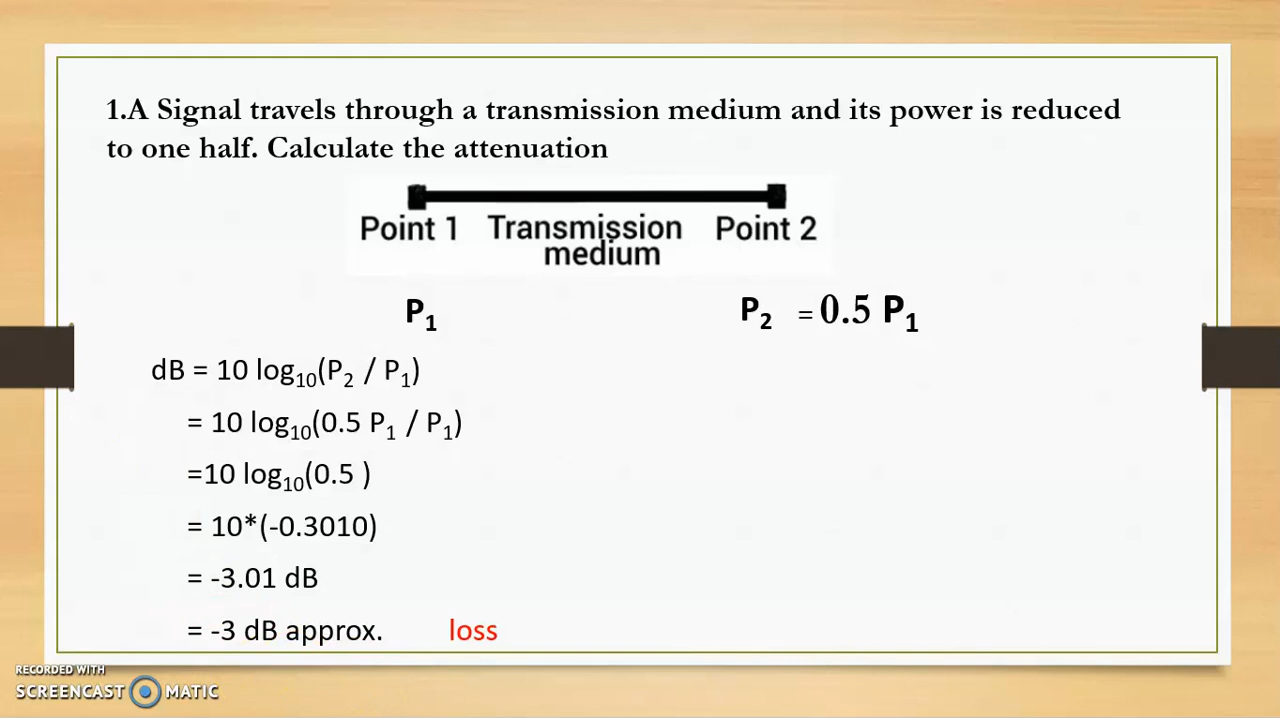 1.A Signal travels through a transmission medium and its power is reduced
to one half. Calculate the attenuation
Point 1 Transmission medium Point 2
P₁ P₂ = 0.5 P₁
dB = 10 log₁₀(P₂ / P₁)
= 10 log₁₀(0.5 P₁ / P₁)
=10 log₁₀(0.5 )
= 10*(-0.3010)
= -3.01 dB
= -3 dB approx. loss
RECORDED WITH
SCREENCAST MATIC